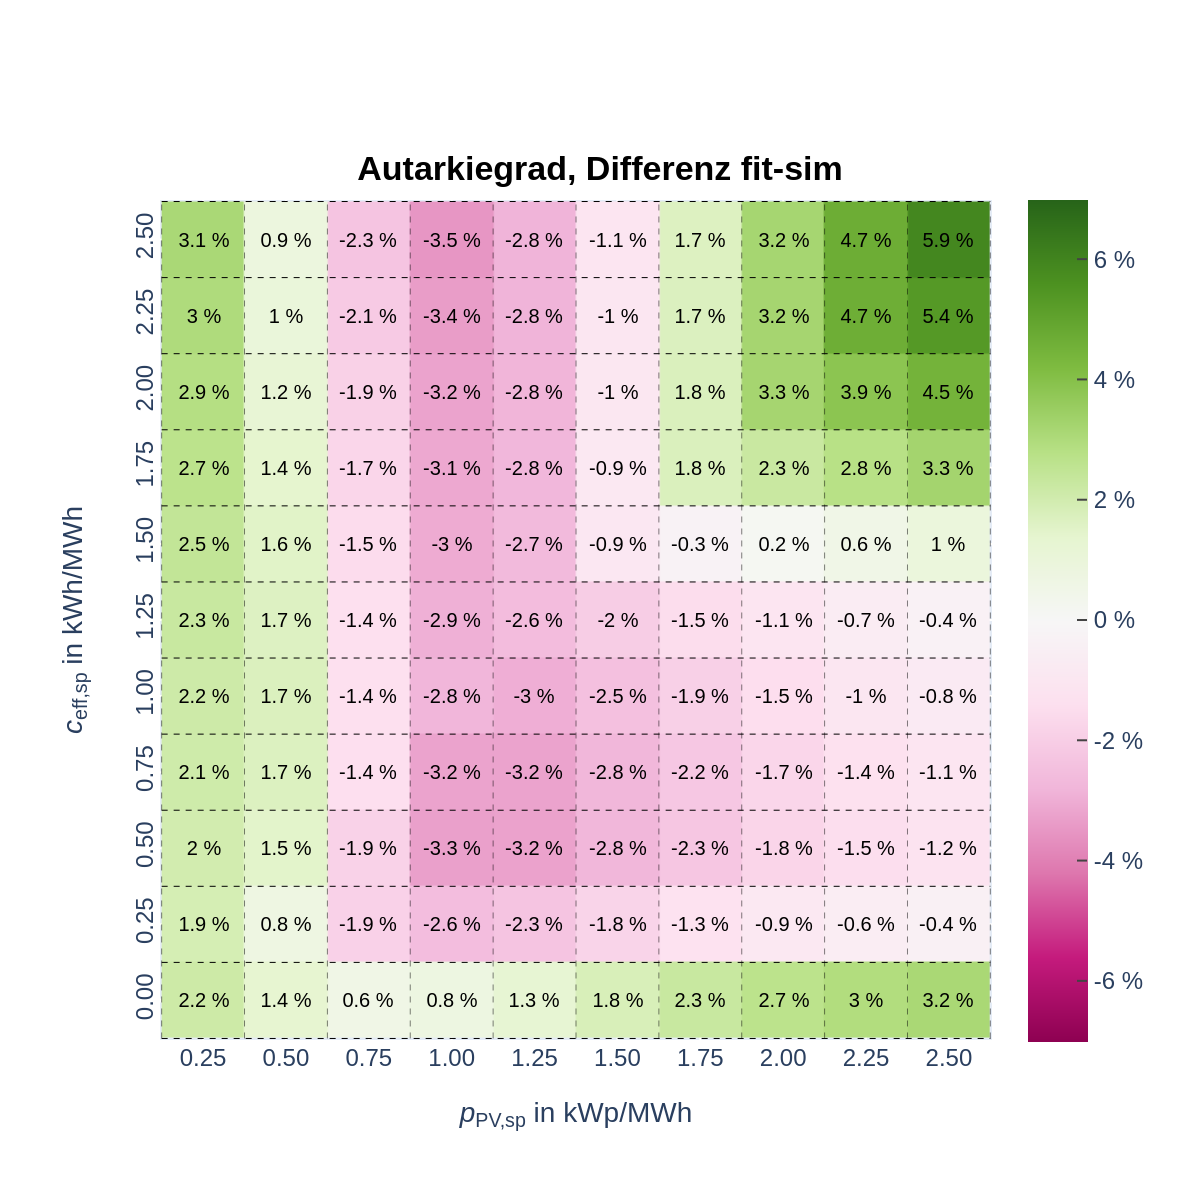 Autarkiegrad, Differenz fit-sim
2.50 3.1 % 0.9 % -2.3 % -3.5 % -2.8 % -1.1 % 1.7 % 3.2 % 4.7 % 5.9 %
2.25 3 % 1 % -2.1 % -3.4 % -2.8 % -1 % 1.7 % 3.2 % 4.7 % 5.4 %
2.00 2.9 % 1.2 % -1.9 % -3.2 % -2.8 % -1 % 1.8 % 3.3 % 3.9 % 4.5 %
1.75 2.7 % 1.4 % -1.7 % -3.1 % -2.8 % -0.9 % 1.8 % 2.3 % 2.8 % 3.3 %
1.50 2.5 % 1.6 % -1.5 % -3 % -2.7 % -0.9 % -0.3 % 0.2 % 0.6 % 1 %
1.25 2.3 % 1.7 % -1.4 % -2.9 % -2.6 % -2 % -1.5 % -1.1 % -0.7 % -0.4 %
1.00 2.2 % 1.7 % -1.4 % -2.8 % -3 % -2.5 % -1.9 % -1.5 % -1 % -0.8 %
0.75 2.1 % 1.7 % -1.4 % -3.2 % -3.2 % -2.8 % -2.2 % -1.7 % -1.4 % -1.1 %
0.50 2 % 1.5 % -1.9 % -3.3 % -3.2 % -2.8 % -2.3 % -1.8 % -1.5 % -1.2 %
0.25 1.9 % 0.8 % -1.9 % -2.6 % -2.3 % -1.8 % -1.3 % -0.9 % -0.6 % -0.4 %
0.00 2.2 % 1.4 % 0.6 % 0.8 % 1.3 % 1.8 % 2.3 % 2.7 % 3 % 3.2 %
0.25 0.50 0.75 1.00 1.25 1.50 1.75 2.00 2.25 2.50
pPV,sp in kWp/MWh
ceff,sp in kWh/MWh
6 %
4 %
2 %
0 %
-2 %
-4 %
-6 %